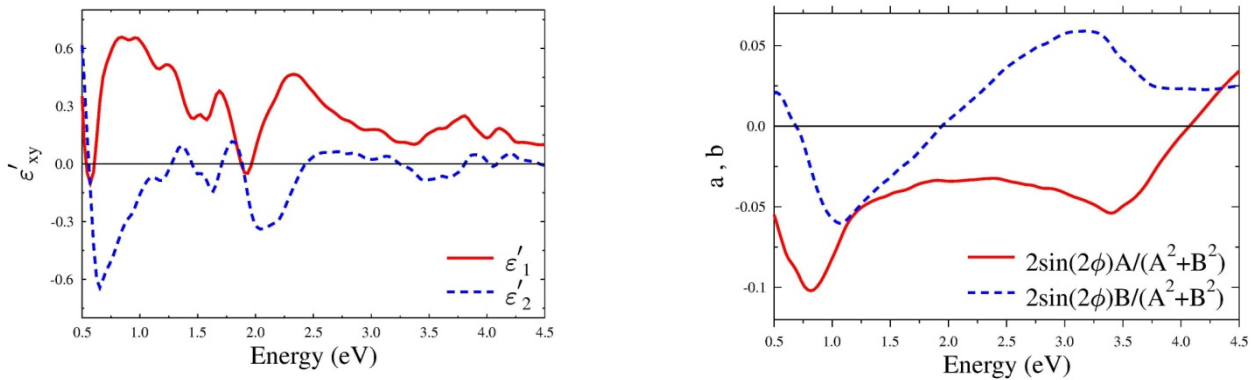 0.6
0.3
0.0
-0.3
-0.6
ε′xy
ε′1
ε′2
0.5 1.0 1.5 2.0 2.5 3.0 3.5 4.0 4.5
Energy (eV)
0.05
0.0
-0.05
-0.1
a , b
2sin(2ϕ)A/(A²+B²)
2sin(2ϕ)B/(A²+B²)
0.5 1.0 1.5 2.0 2.5 3.0 3.5 4.0 4.5
Energy (eV)